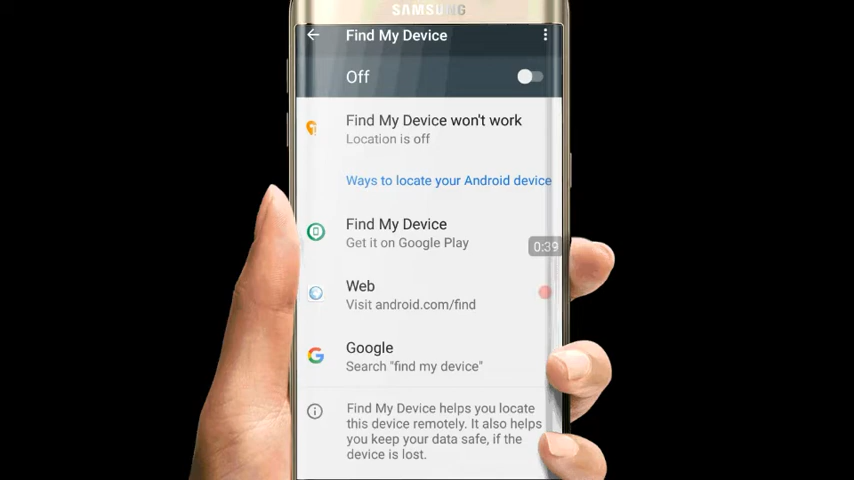 SAMSUNG
Find My Device
Off
Find My Device won't work
Location is off
Ways to locate your Android device
Find My Device
Get it on Google Play
0:39
Web
Visit android.com/find
Google
Search "find my device"
Find My Device helps you locate
this device remotely. It also helps
you keep your data safe, if the
device is lost.